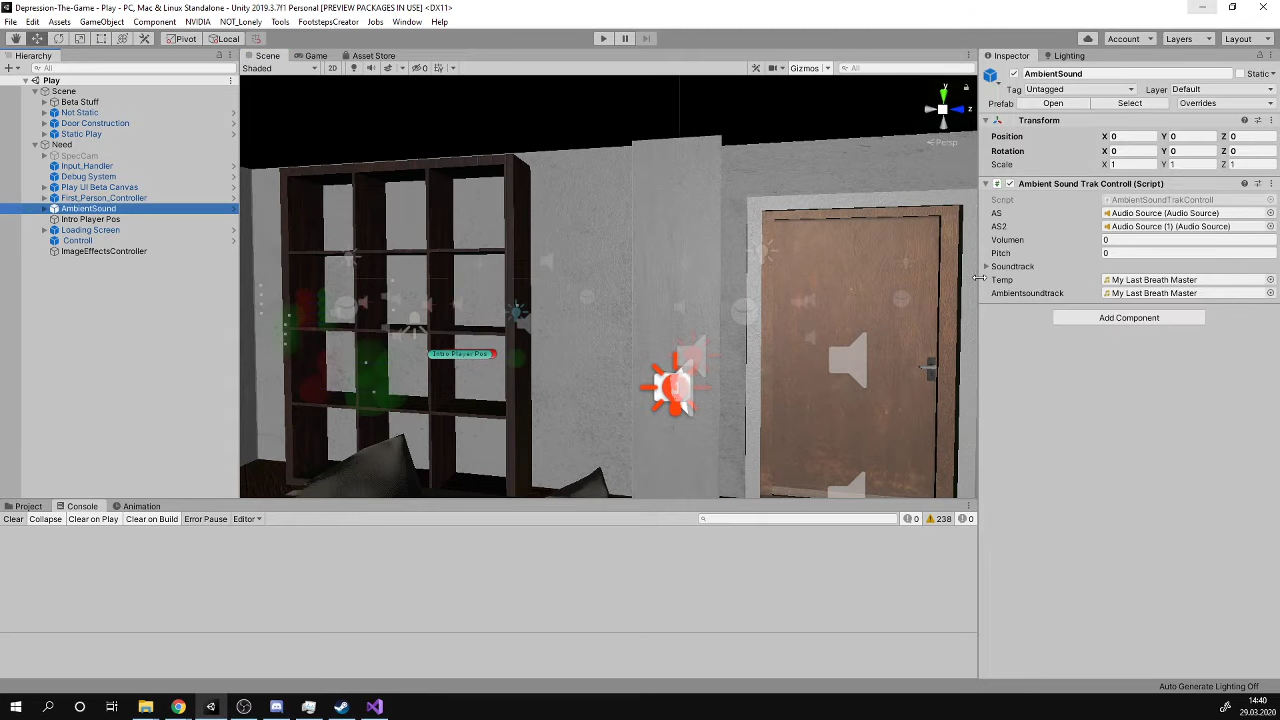 Depression-The-Game - Play - PC, Mac & Linux Standalone - Unity 2019.3.7f1 Personal [PREVIEW PACKAGES IN USE] <DX11>
File Edit Assets GameObject Component NVIDIA NOT_Lonely FootstepsCreator Jobs Window Help
Pivot Local Account Layers Layout
Hierarchy Scene Game Asset Store Inspector Lighting
All Shaded 2D 0 Gizmos All AmbientSound Static
Play
Scene
Beta Stuff
Not Static
Door Construction
Static Play
Need
SpecCam
Input_Handler
Debug System
Play UI Beta Canvas
First_Person_Controller
AmbientSound
Intro Player Pos
Loading Screen
Controll
ImageEffectsController
y
z
Persp
Intro Player Pos
Tag Untagged Layer Default
Prefab Open Select Overrides
Transform
Position X 0 Y 0 Z 0
Rotation X 0 Y 0 Z 0
Scale X 1 Y 1 Z 1
Ambient Sound Trak Controll (Script)
Script AmbientSoundTrakControll
AS Audio Source (Audio Source)
AS2 Audio Source (1) (Audio Source)
Volumen 0
Pitch 0
Soundtrack
Temp My Last Breath Master
Ambientsoundtrack My Last Breath Master
Add Component
Project Console Animation
Clear Collapse Clear on Play Clear on Build Error Pause Editor 0 238 0
Auto Generate Lighting Off
14:40
29.03.2020